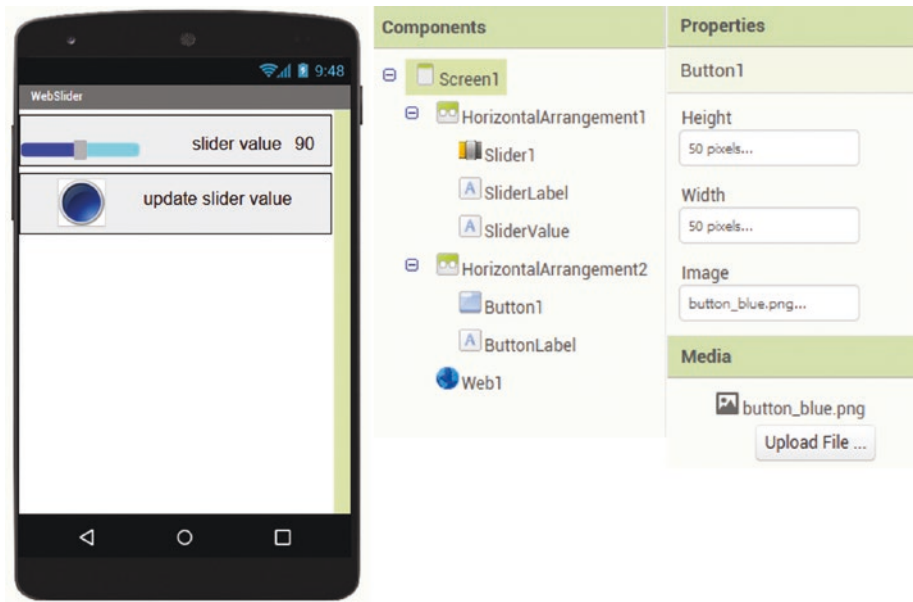 9:48
WebSlider
slider value 90
update slider value
Components
Screen1
HorizontalArrangement1
Slider1
A SliderLabel
A SliderValue
HorizontalArrangement2
Button1
A ButtonLabel
Web1
Properties
Button1
Height
50 pixels...
Width
50 pixels...
Image
button_blue.png...
Media
button_blue.png
Upload File ...